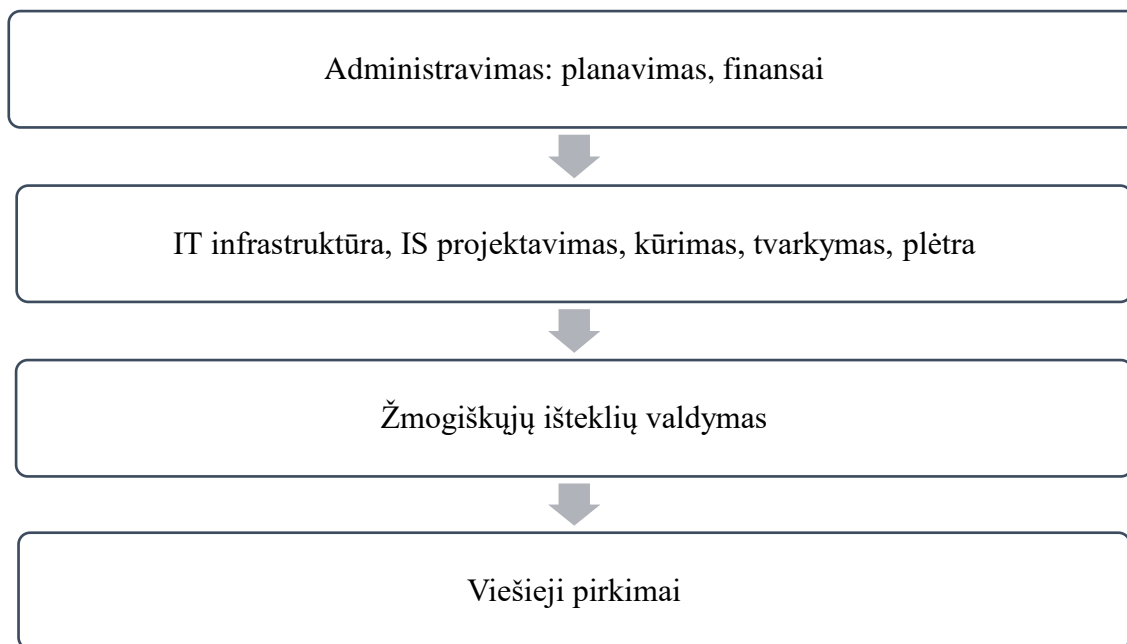 Administravimas: planavimas, finansai
IT infrastruktūra, IS projektavimas, kūrimas, tvarkymas, plėtra
Žmogiškųjų išteklių valdymas
Viešieji pirkimai